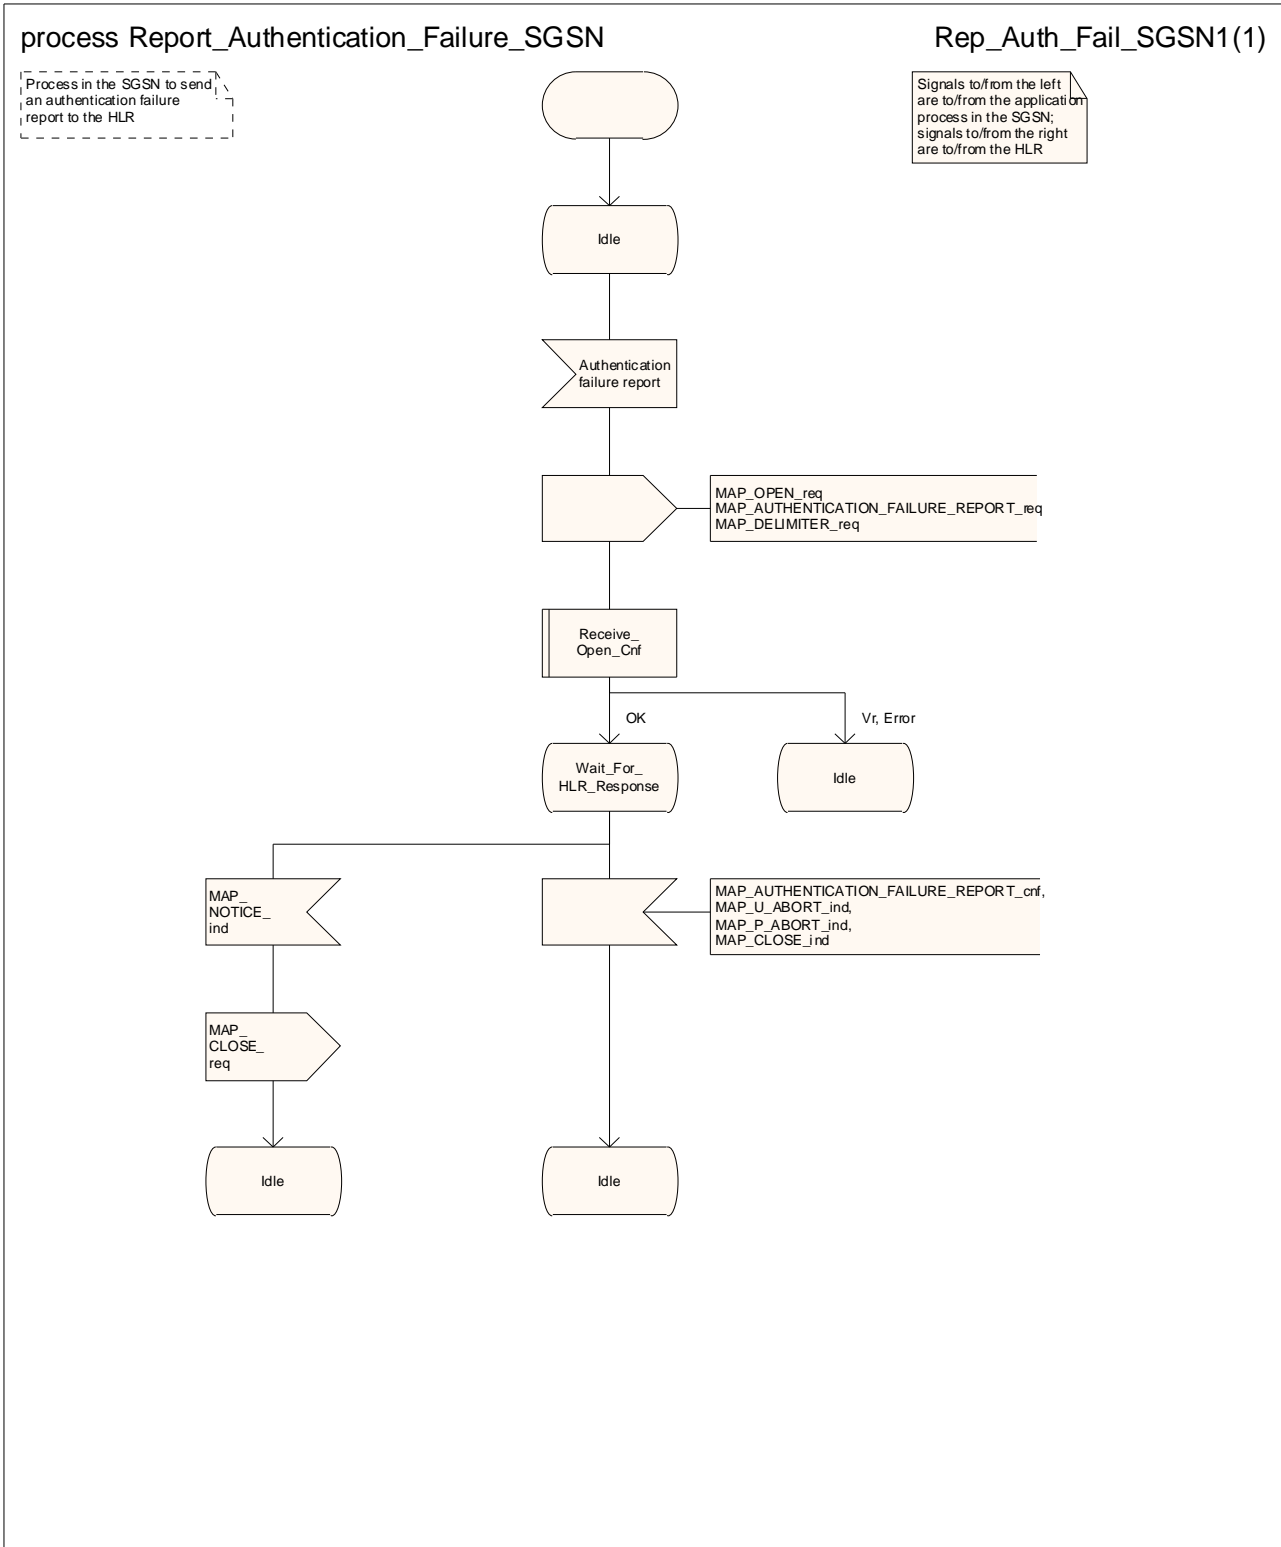 process Report_Authentication_Failure_SGSN
Rep_Auth_Fail_SGSN1(1)
Process in the SGSN to send
an authentication failure
report to the HLR
Signals to/from the left
are to/from the application
process in the SGSN;
signals to/from the right
are to/from the HLR
Idle
Authentication
failure report
MAP_OPEN_req
MAP_AUTHENTICATION_FAILURE_REPORT_req
MAP_DELIMITER_req
Receive_
Open_Cnf
OK
Vr, Error
Wait_For_
HLR_Response
Idle
MAP_
NOTICE_
ind
MAP_AUTHENTICATION_FAILURE_REPORT_cnf,
MAP_U_ABORT_ind,
MAP_P_ABORT_ind,
MAP_CLOSE_ind
MAP_
CLOSE_
req
Idle
Idle